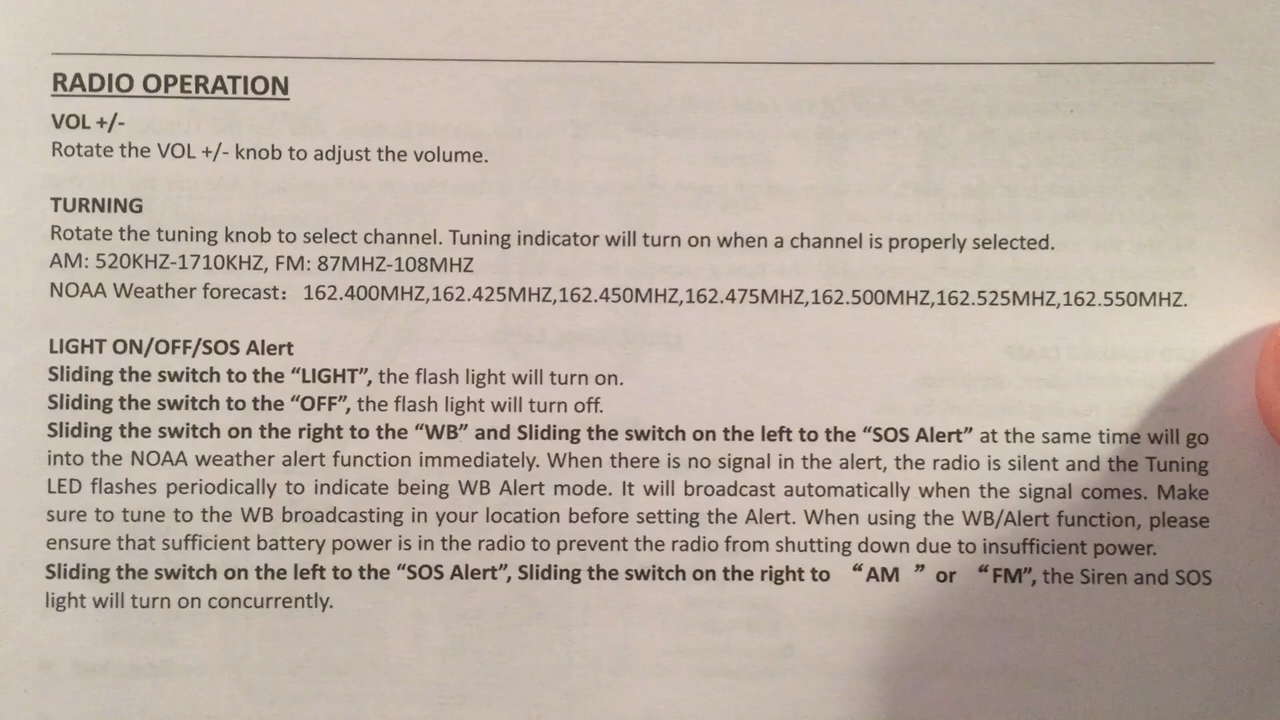 RADIO OPERATION
VOL +/-
Rotate the VOL +/- knob to adjust the volume.
TURNING
Rotate the tuning knob to select channel. Tuning indicator will turn on when a channel is properly selected.
AM: 520KHZ-1710KHZ, FM: 87MHZ-108MHZ
NOAA Weather forecast： 162.400MHZ,162.425MHZ,162.450MHZ,162.475MHZ,162.500MHZ,162.525MHZ,162.550MHZ.
LIGHT ON/OFF/SOS Alert
Sliding the switch to the “LIGHT”, the flash light will turn on.
Sliding the switch to the “OFF”, the flash light will turn off.
Sliding the switch on the right to the “WB” and Sliding the switch on the left to the “SOS Alert” at the same time will go
into the NOAA weather alert function immediately. When there is no signal in the alert, the radio is silent and the Tuning
LED flashes periodically to indicate being WB Alert mode. It will broadcast automatically when the signal comes. Make
sure to tune to the WB broadcasting in your location before setting the Alert. When using the WB/Alert function, please
ensure that sufficient battery power is in the radio to prevent the radio from shutting down due to insufficient power.
Sliding the switch on the left to the “SOS Alert”, Sliding the switch on the right to “AM ” or “FM”, the Siren and SOS
light will turn on concurrently.